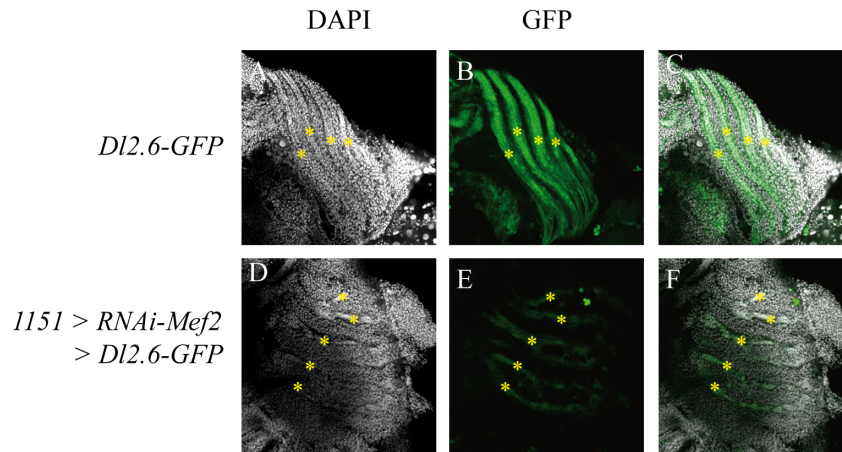 DAPI GFP
A B C
Dl2.6-GFP
D E F
1151 > RNAi-Mef2
> Dl2.6-GFP